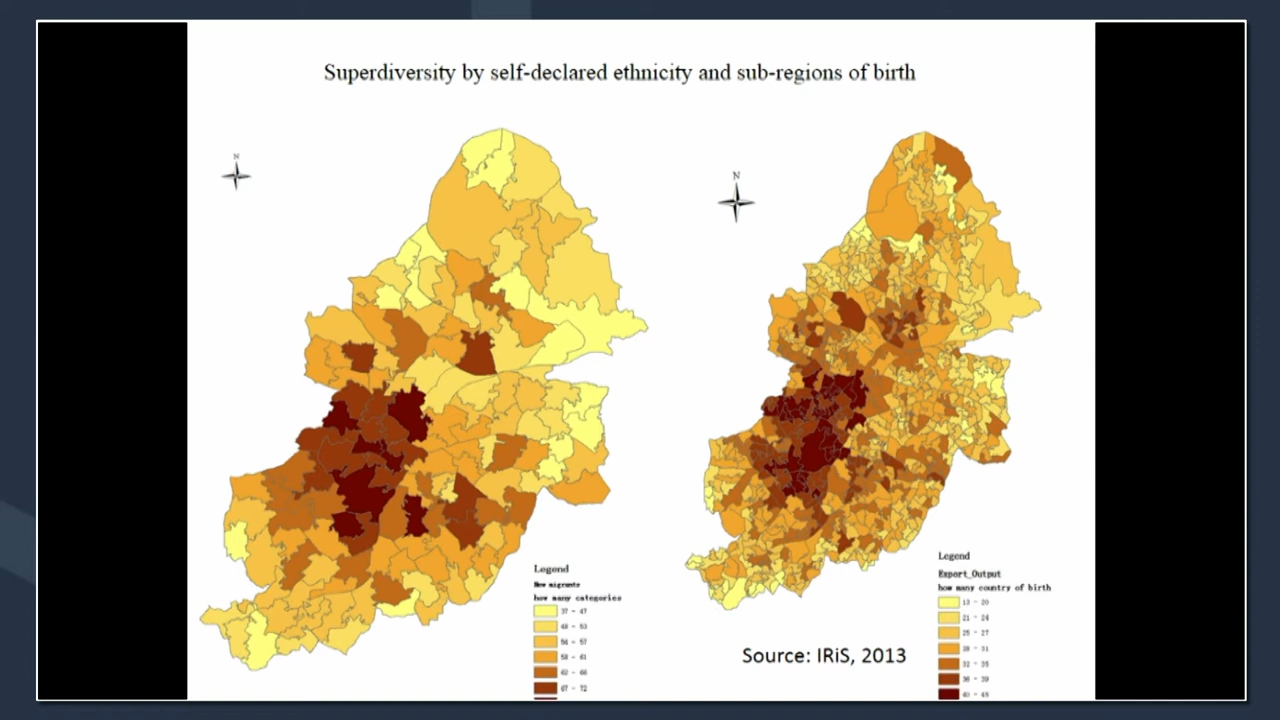 Superdiversity by self-declared ethnicity and sub-regions of birth
N
N
Legend
New migrants
how many categories
37 - 47
48 - 53
54 - 57
58 - 61
62 - 66
67 - 72
Legend
Export_Output
how many country of birth
13 - 20
21 - 24
25 - 27
28 - 31
32 - 35
36 - 39
40 - 48
Source: IRiS, 2013